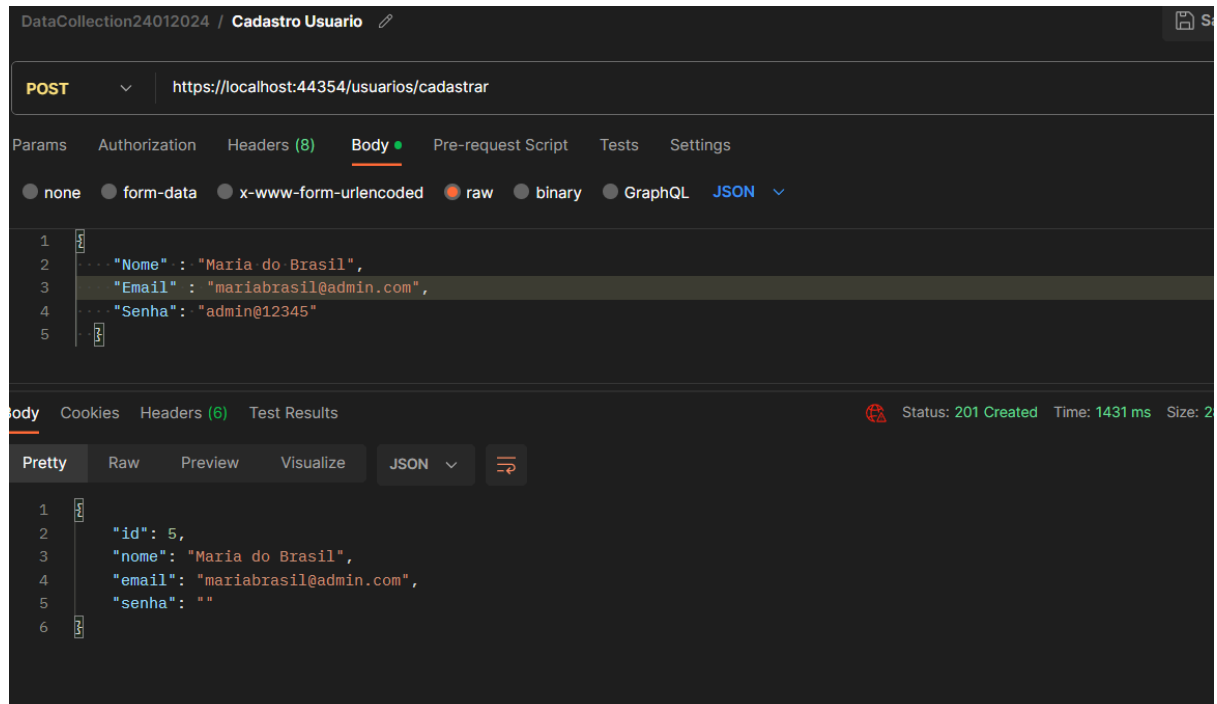 DataCollection24012024 / Cadastro Usuario
POST https://localhost:44354/usuarios/cadastrar
Params Authorization Headers (8) Body Pre-request Script Tests Settings
none form-data x-www-form-urlencoded raw binary GraphQL JSON
1 {
2 "Nome" : "Maria do Brasil",
3 "Email" : "mariabrasil@admin.com",
4 "Senha": "admin@12345"
5 }
Body Cookies Headers (6) Test Results Status: 201 Created Time: 1431 ms Size:
Pretty Raw Preview Visualize JSON
1 {
2 "id": 5,
3 "nome": "Maria do Brasil",
4 "email": "mariabrasil@admin.com",
5 "senha": ""
6 }